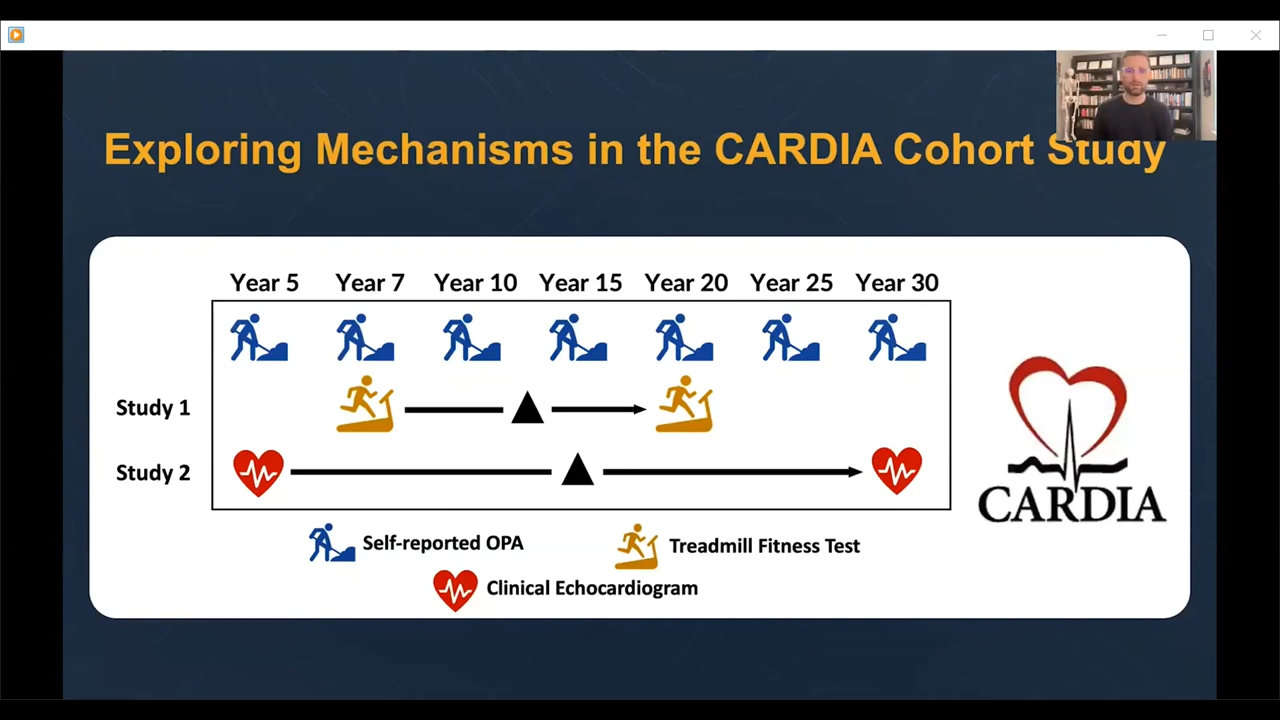 Exploring Mechanisms in the CARDIA Cohort Study
Year 5 Year 7 Year 10 Year 15 Year 20 Year 25 Year 30
Study 1
Study 2
CARDIA
Self-reported OPA
Treadmill Fitness Test
Clinical Echocardiogram